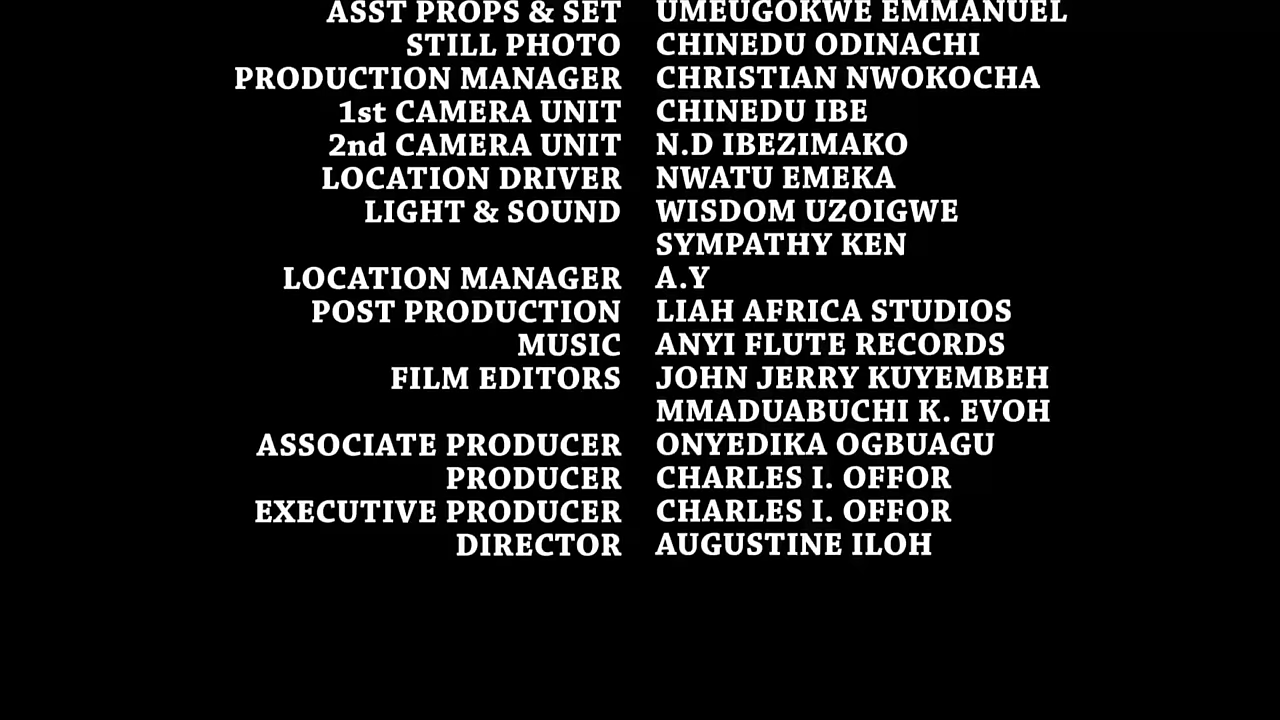 ASST PROPS & SET UMEUGOKWE EMMANUEL
STILL PHOTO CHINEDU ODINACHI
PRODUCTION MANAGER CHRISTIAN NWOKOCHA
1st CAMERA UNIT CHINEDU IBE
2nd CAMERA UNIT N.D IBEZIMAKO
LOCATION DRIVER NWATU EMEKA
LIGHT & SOUND WISDOM UZOIGWE
SYMPATHY KEN
LOCATION MANAGER A.Y
POST PRODUCTION LIAH AFRICA STUDIOS
MUSIC ANYI FLUTE RECORDS
FILM EDITORS JOHN JERRY KUYEMBEH
MMADUABUCHI K. EVOH
ASSOCIATE PRODUCER ONYEDIKA OGBUAGU
PRODUCER CHARLES I. OFFOR
EXECUTIVE PRODUCER CHARLES I. OFFOR
DIRECTOR AUGUSTINE ILOH